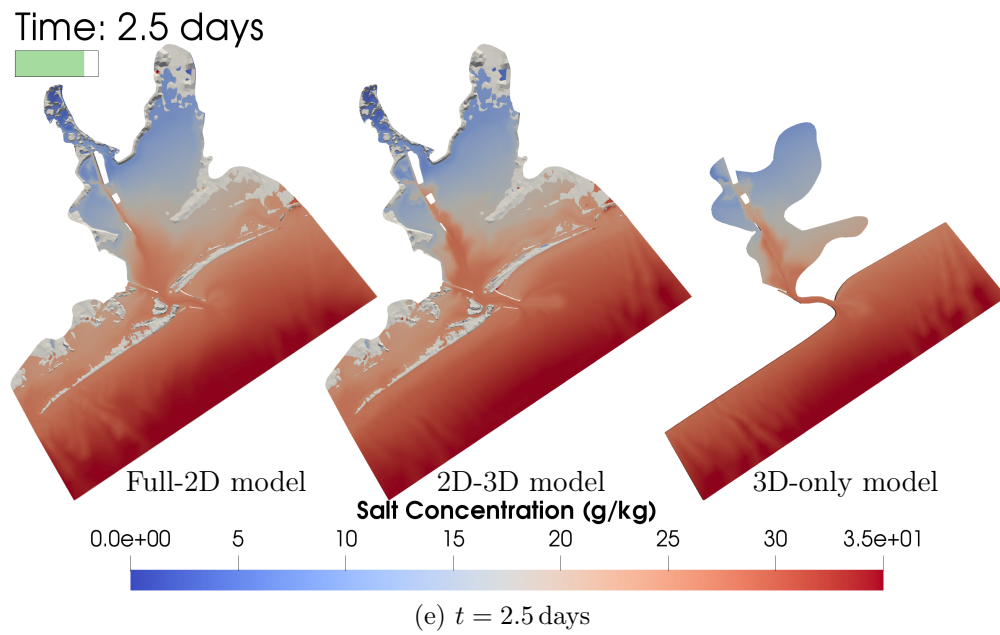 Time: 2.5 days
Full-2D model
2D-3D model
3D-only model
Salt Concentration (g/kg)
0.0e+00 5 10 15 20 25 30 3.5e+01
(e) t = 2.5 days